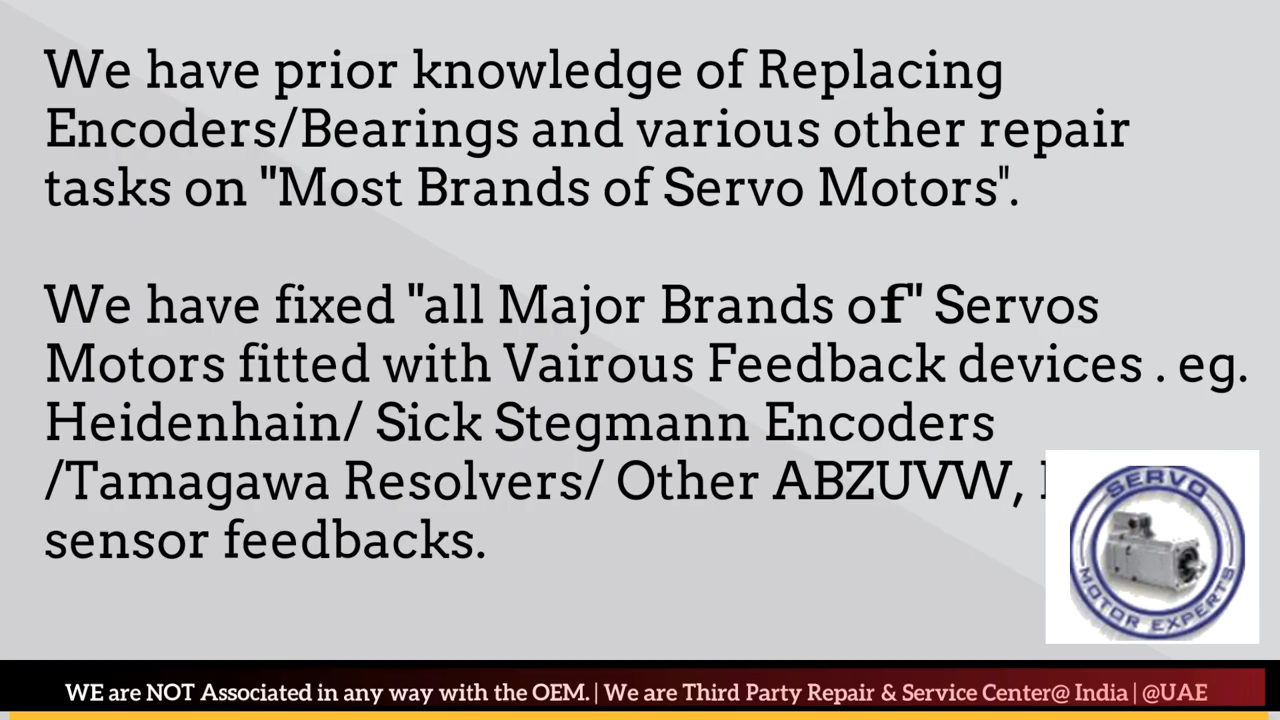 We have prior knowledge of Replacing
Encoders/Bearings and various other repair
tasks on "Most Brands of Servo Motors".
We have fixed "all Major Brands of" Servos
Motors fitted with Vairous Feedback devices . eg.
Heidenhain/ Sick Stegmann Encoders
/Tamagawa Resolvers/ Other ABZUVW,
sensor feedbacks.
SERVO
MOTOR EXPERTS
WE are NOT Associated in any way with the OEM. | We are Third Party Repair & Service Center@ India | @UAE